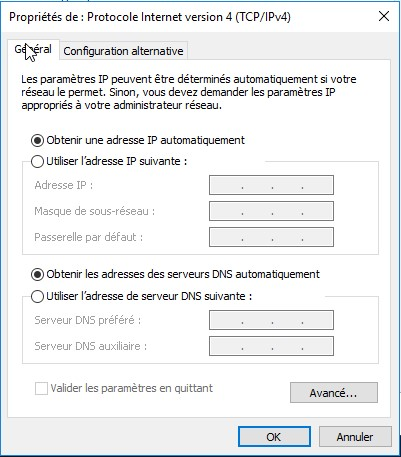 Propriétés de : Protocole Internet version 4 (TCP/IPv4)
Général
Configuration alternative
Les paramètres IP peuvent être déterminés automatiquement si votre
réseau le permet. Sinon, vous devez demander les paramètres IP
appropriés à votre administrateur réseau.
Obtenir une adresse IP automatiquement
Utiliser l'adresse IP suivante :
Adresse IP :
Masque de sous-réseau :
Passerelle par défaut :
Obtenir les adresses des serveurs DNS automatiquement
Utiliser l'adresse de serveur DNS suivante :
Serveur DNS préféré :
Serveur DNS auxiliaire :
Valider les paramètres en quittant
Avancé...
OK
Annuler